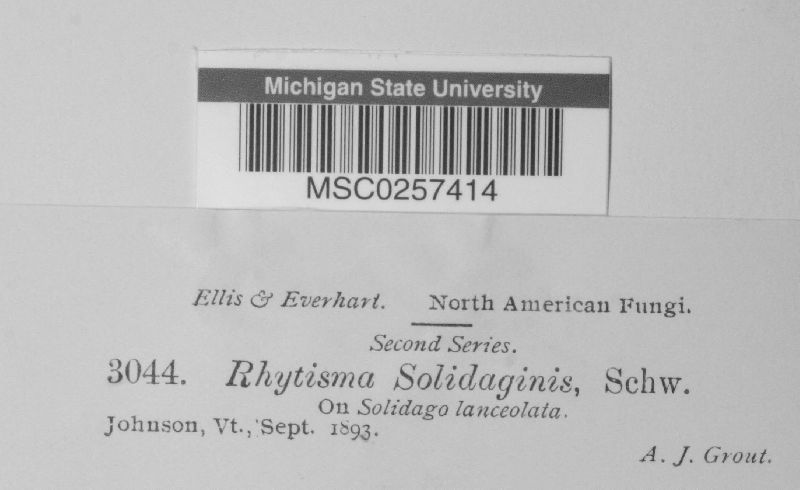 Michigan State University
MSC0257414
Ellis & Everhart. North American Fungi.
Second Series.
3044. Rhytisma Solidaginis, Schw.
On Solidago lanceolata.
Johnson, Vt., Sept. 1893.
A. J. Grout.